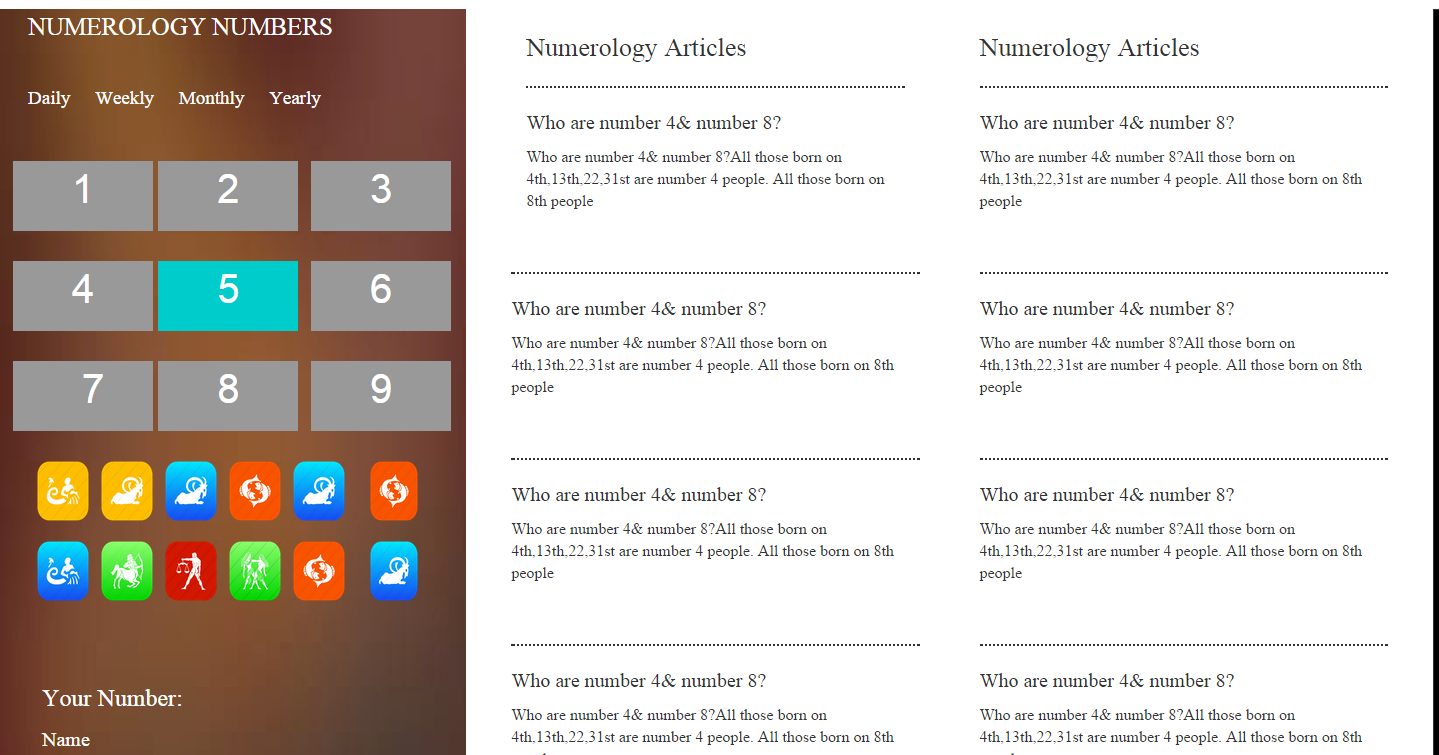 NUMEROLOGY NUMBERS
Daily Weekly Monthly Yearly
1 2 3
4 5 6
7 8 9
Your Number:
Name
Numerology Articles
Who are number 4& number 8?
Who are number 4& number 8?All those born on
4th,13th,22,31st are number 4 people. All those born on
8th people
Who are number 4& number 8?
Who are number 4& number 8?All those born on
4th,13th,22,31st are number 4 people. All those born on 8th
people
Who are number 4& number 8?
Who are number 4& number 8?All those born on
4th,13th,22,31st are number 4 people. All those born on 8th
people
Who are number 4& number 8?
Who are number 4& number 8?All those born on
4th,13th,22,31st are number 4 people. All those born on 8th
Numerology Articles
Who are number 4& number 8?
Who are number 4& number 8?All those born on
4th,13th,22,31st are number 4 people. All those born on 8th
people
Who are number 4& number 8?
Who are number 4& number 8?All those born on
4th,13th,22,31st are number 4 people. All those born on 8th
people
Who are number 4& number 8?
Who are number 4& number 8?All those born on
4th,13th,22,31st are number 4 people. All those born on 8th
people
Who are number 4& number 8?
Who are number 4& number 8?All those born on
4th,13th,22,31st are number 4 people. All those born on 8th